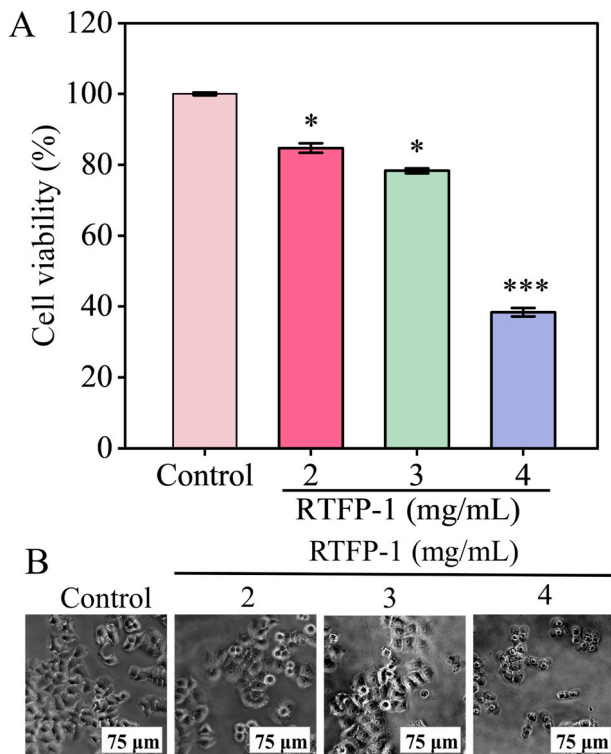 A
Cell viability (%)
120
100
80
60
40
20
0
*
*
***
Control 2 3 4
RTFP-1 (mg/mL)
B
RTFP-1 (mg/mL)
Control 2 3 4
75 μm 75 μm 75 μm 75 μm